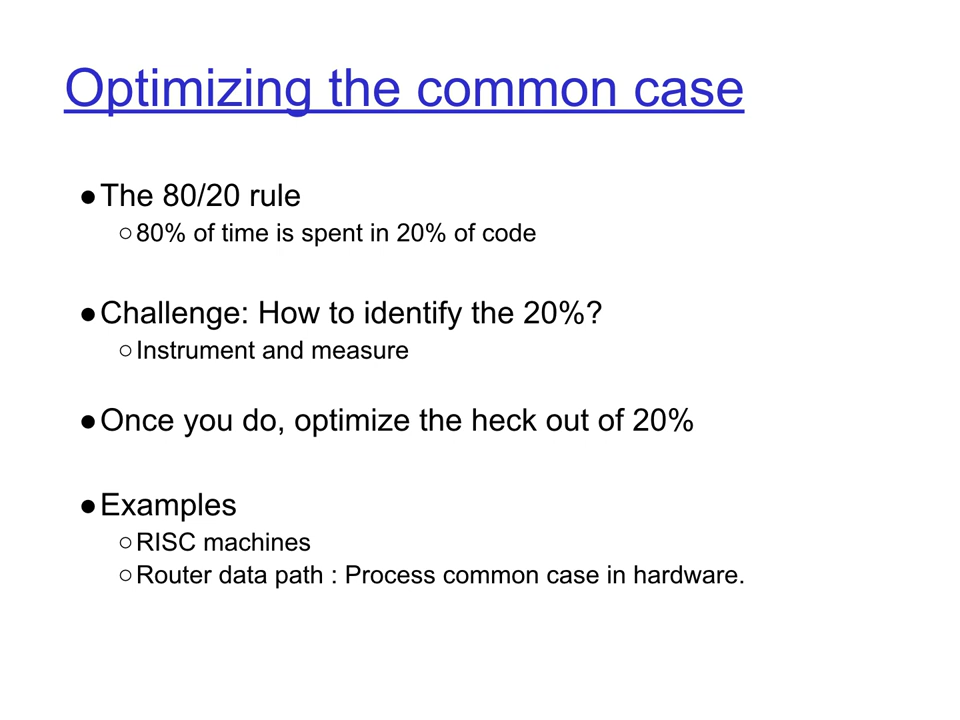 Optimizing the common case
●The 80/20 rule
○80% of time is spent in 20% of code
●Challenge: How to identify the 20%?
○Instrument and measure
●Once you do, optimize the heck out of 20%
●Examples
○RISC machines
○Router data path : Process common case in hardware.